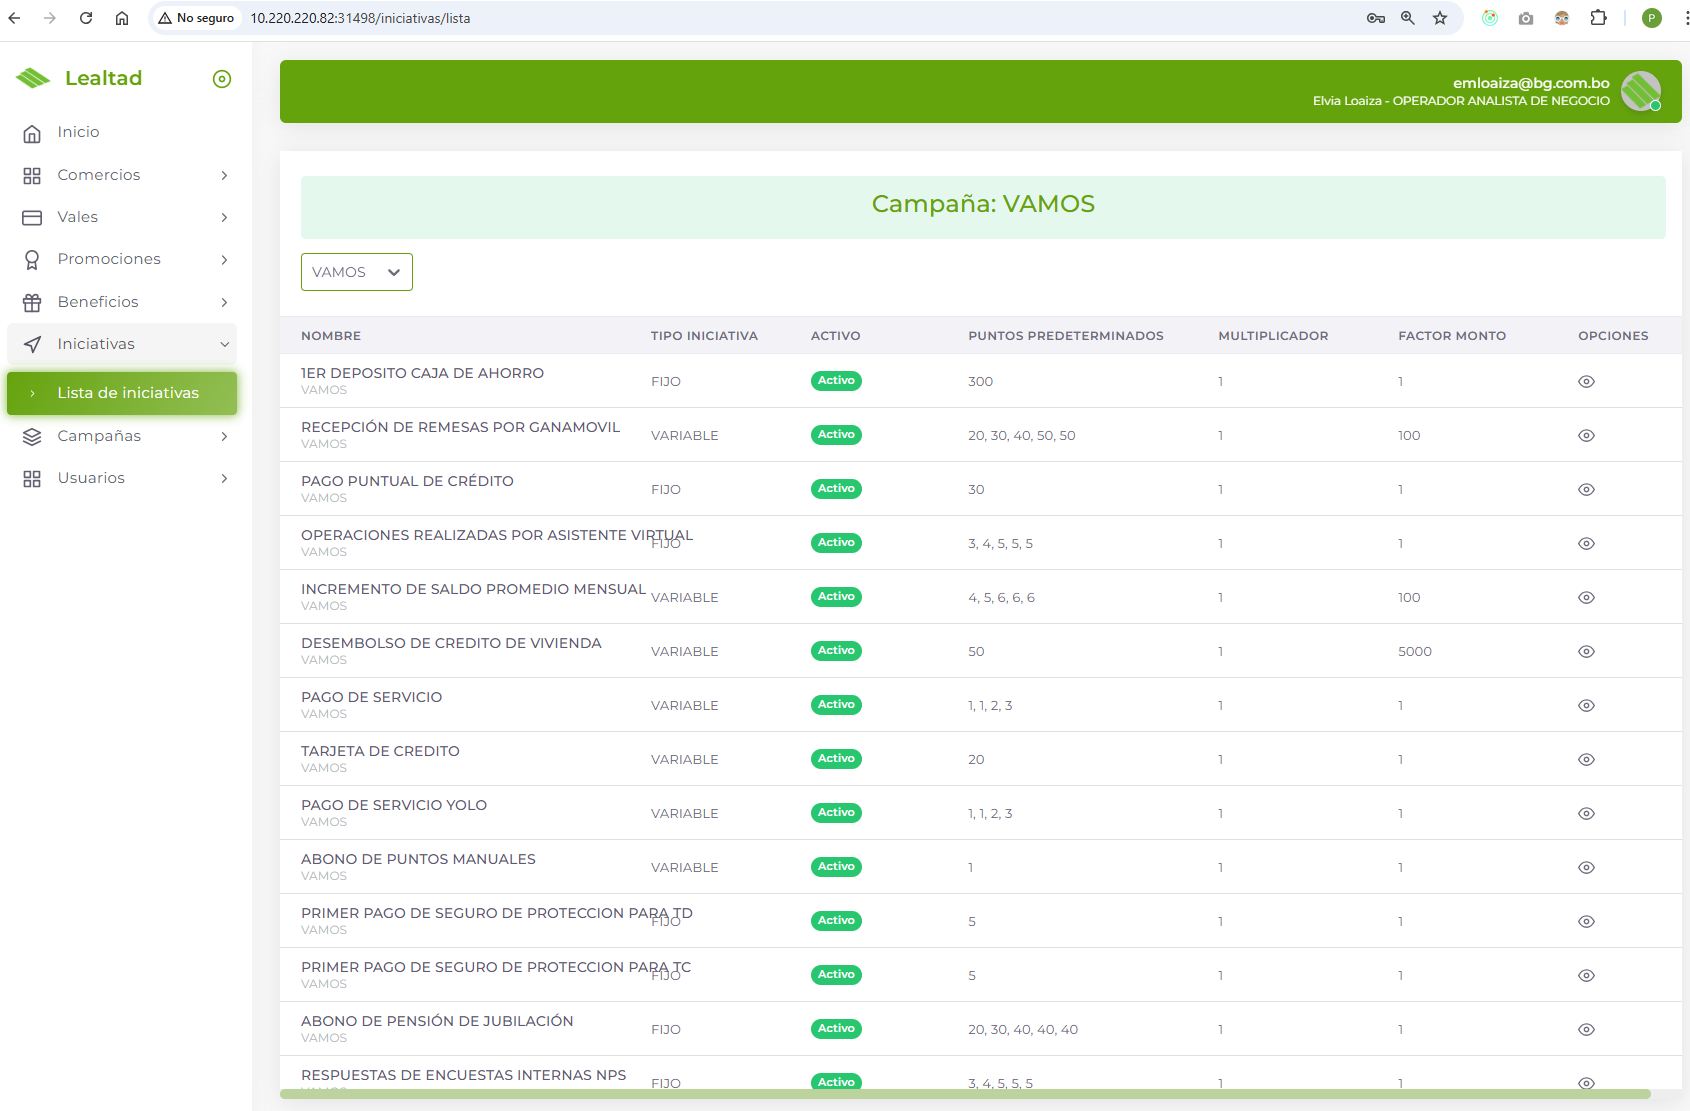 No seguro
10.220.220.82:31498/iniciativas/lista
P
Lealtad
emloaiza@bg.com.bo
Elvia Loaiza - OPERADOR ANALISTA DE NEGOCIO
Inicio
Comercios
Vales
Promociones
Beneficios
Iniciativas
Lista de iniciativas
Campañas
Usuarios
Campaña: VAMOS
VAMOS
NOMBRE TIPO INICIATIVA ACTIVO PUNTOS PREDETERMINADOS MULTIPLICADOR FACTOR MONTO OPCIONES
1ER DEPOSITO CAJA DE AHORRO
VAMOS
FIJO Activo 300 1 1
RECEPCIÓN DE REMESAS POR GANAMOVIL
VAMOS
VARIABLE Activo 20, 30, 40, 50, 50 1 100
PAGO PUNTUAL DE CRÉDITO
VAMOS
FIJO Activo 30 1 1
OPERACIONES REALIZADAS POR ASISTENTE VIRTUAL
VAMOS
FIJO Activo 3, 4, 5, 5, 5 1 1
INCREMENTO DE SALDO PROMEDIO MENSUAL
VAMOS
VARIABLE Activo 4, 5, 6, 6, 6 1 100
DESEMBOLSO DE CREDITO DE VIVIENDA
VAMOS
VARIABLE Activo 50 1 5000
PAGO DE SERVICIO
VAMOS
VARIABLE Activo 1, 1, 2, 3 1 1
TARJETA DE CREDITO
VAMOS
VARIABLE Activo 20 1 1
PAGO DE SERVICIO YOLO
VAMOS
VARIABLE Activo 1, 1, 2, 3 1 1
ABONO DE PUNTOS MANUALES
VAMOS
VARIABLE Activo 1 1 1
PRIMER PAGO DE SEGURO DE PROTECCION PARA TD
VAMOS
FIJO Activo 5 1 1
PRIMER PAGO DE SEGURO DE PROTECCION PARA TC
VAMOS
FIJO Activo 5 1 1
ABONO DE PENSIÓN DE JUBILACIÓN
VAMOS
FIJO Activo 20, 30, 40, 40, 40 1 1
RESPUESTAS DE ENCUESTAS INTERNAS NPS
VAMOS
FIJO Activo 3, 4, 5, 5, 5 1 1